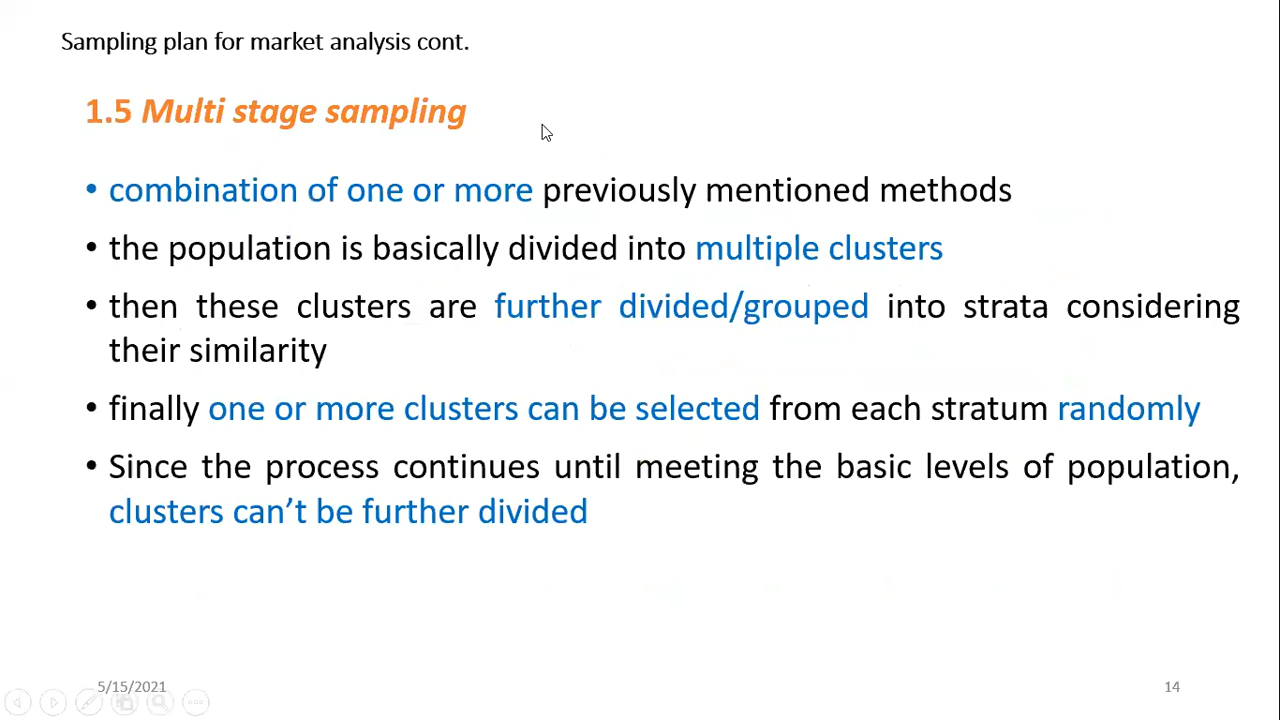 Sampling plan for market analysis cont.
1.5 Multi stage sampling
• combination of one or more previously mentioned methods
• the population is basically divided into multiple clusters
• then these clusters are further divided/grouped into strata considering
their similarity
• finally one or more clusters can be selected from each stratum randomly
• Since the process continues until meeting the basic levels of population,
clusters can’t be further divided
5/15/2021
14